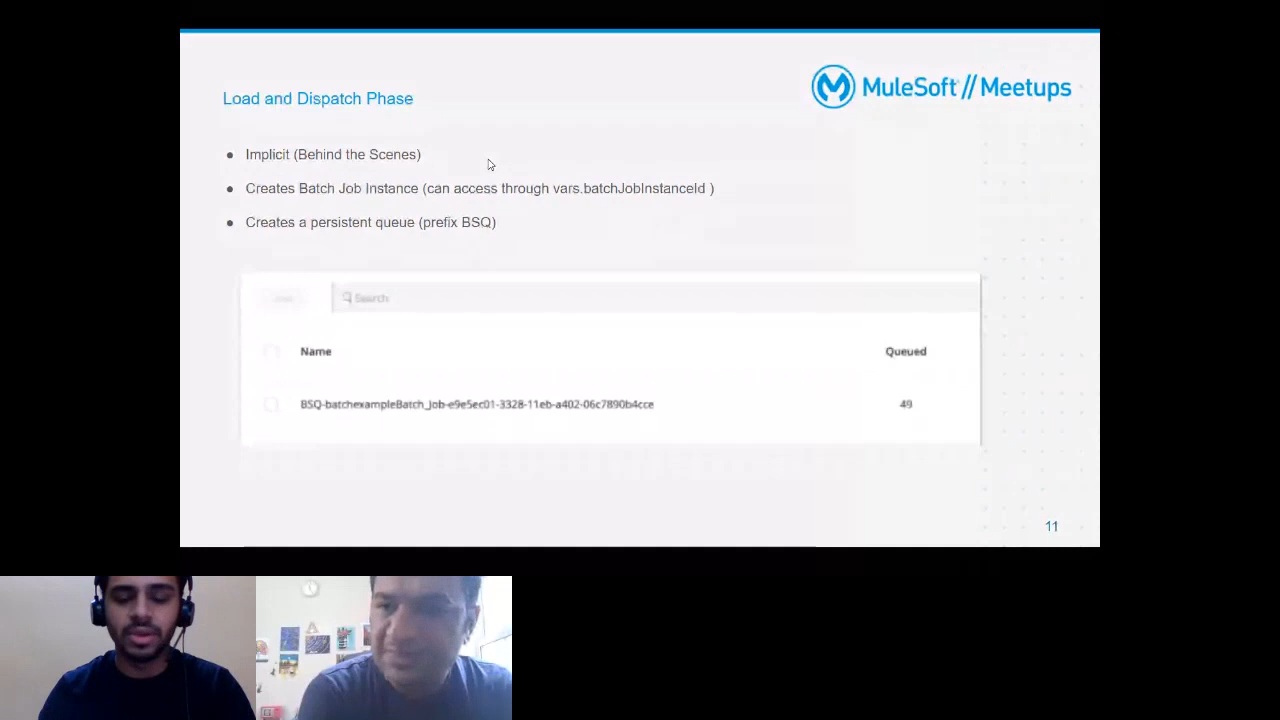 MuleSoft // Meetups
Load and Dispatch Phase
● Implicit (Behind the Scenes)
● Creates Batch Job Instance (can access through vars.batchJobInstanceId )
● Creates a persistent queue (prefix BSQ)
Search
Name Queued
BSQ-batchexampleBatch_Job-e9e5ec01-3328-11eb-a402-06c7890b4cce 49
11